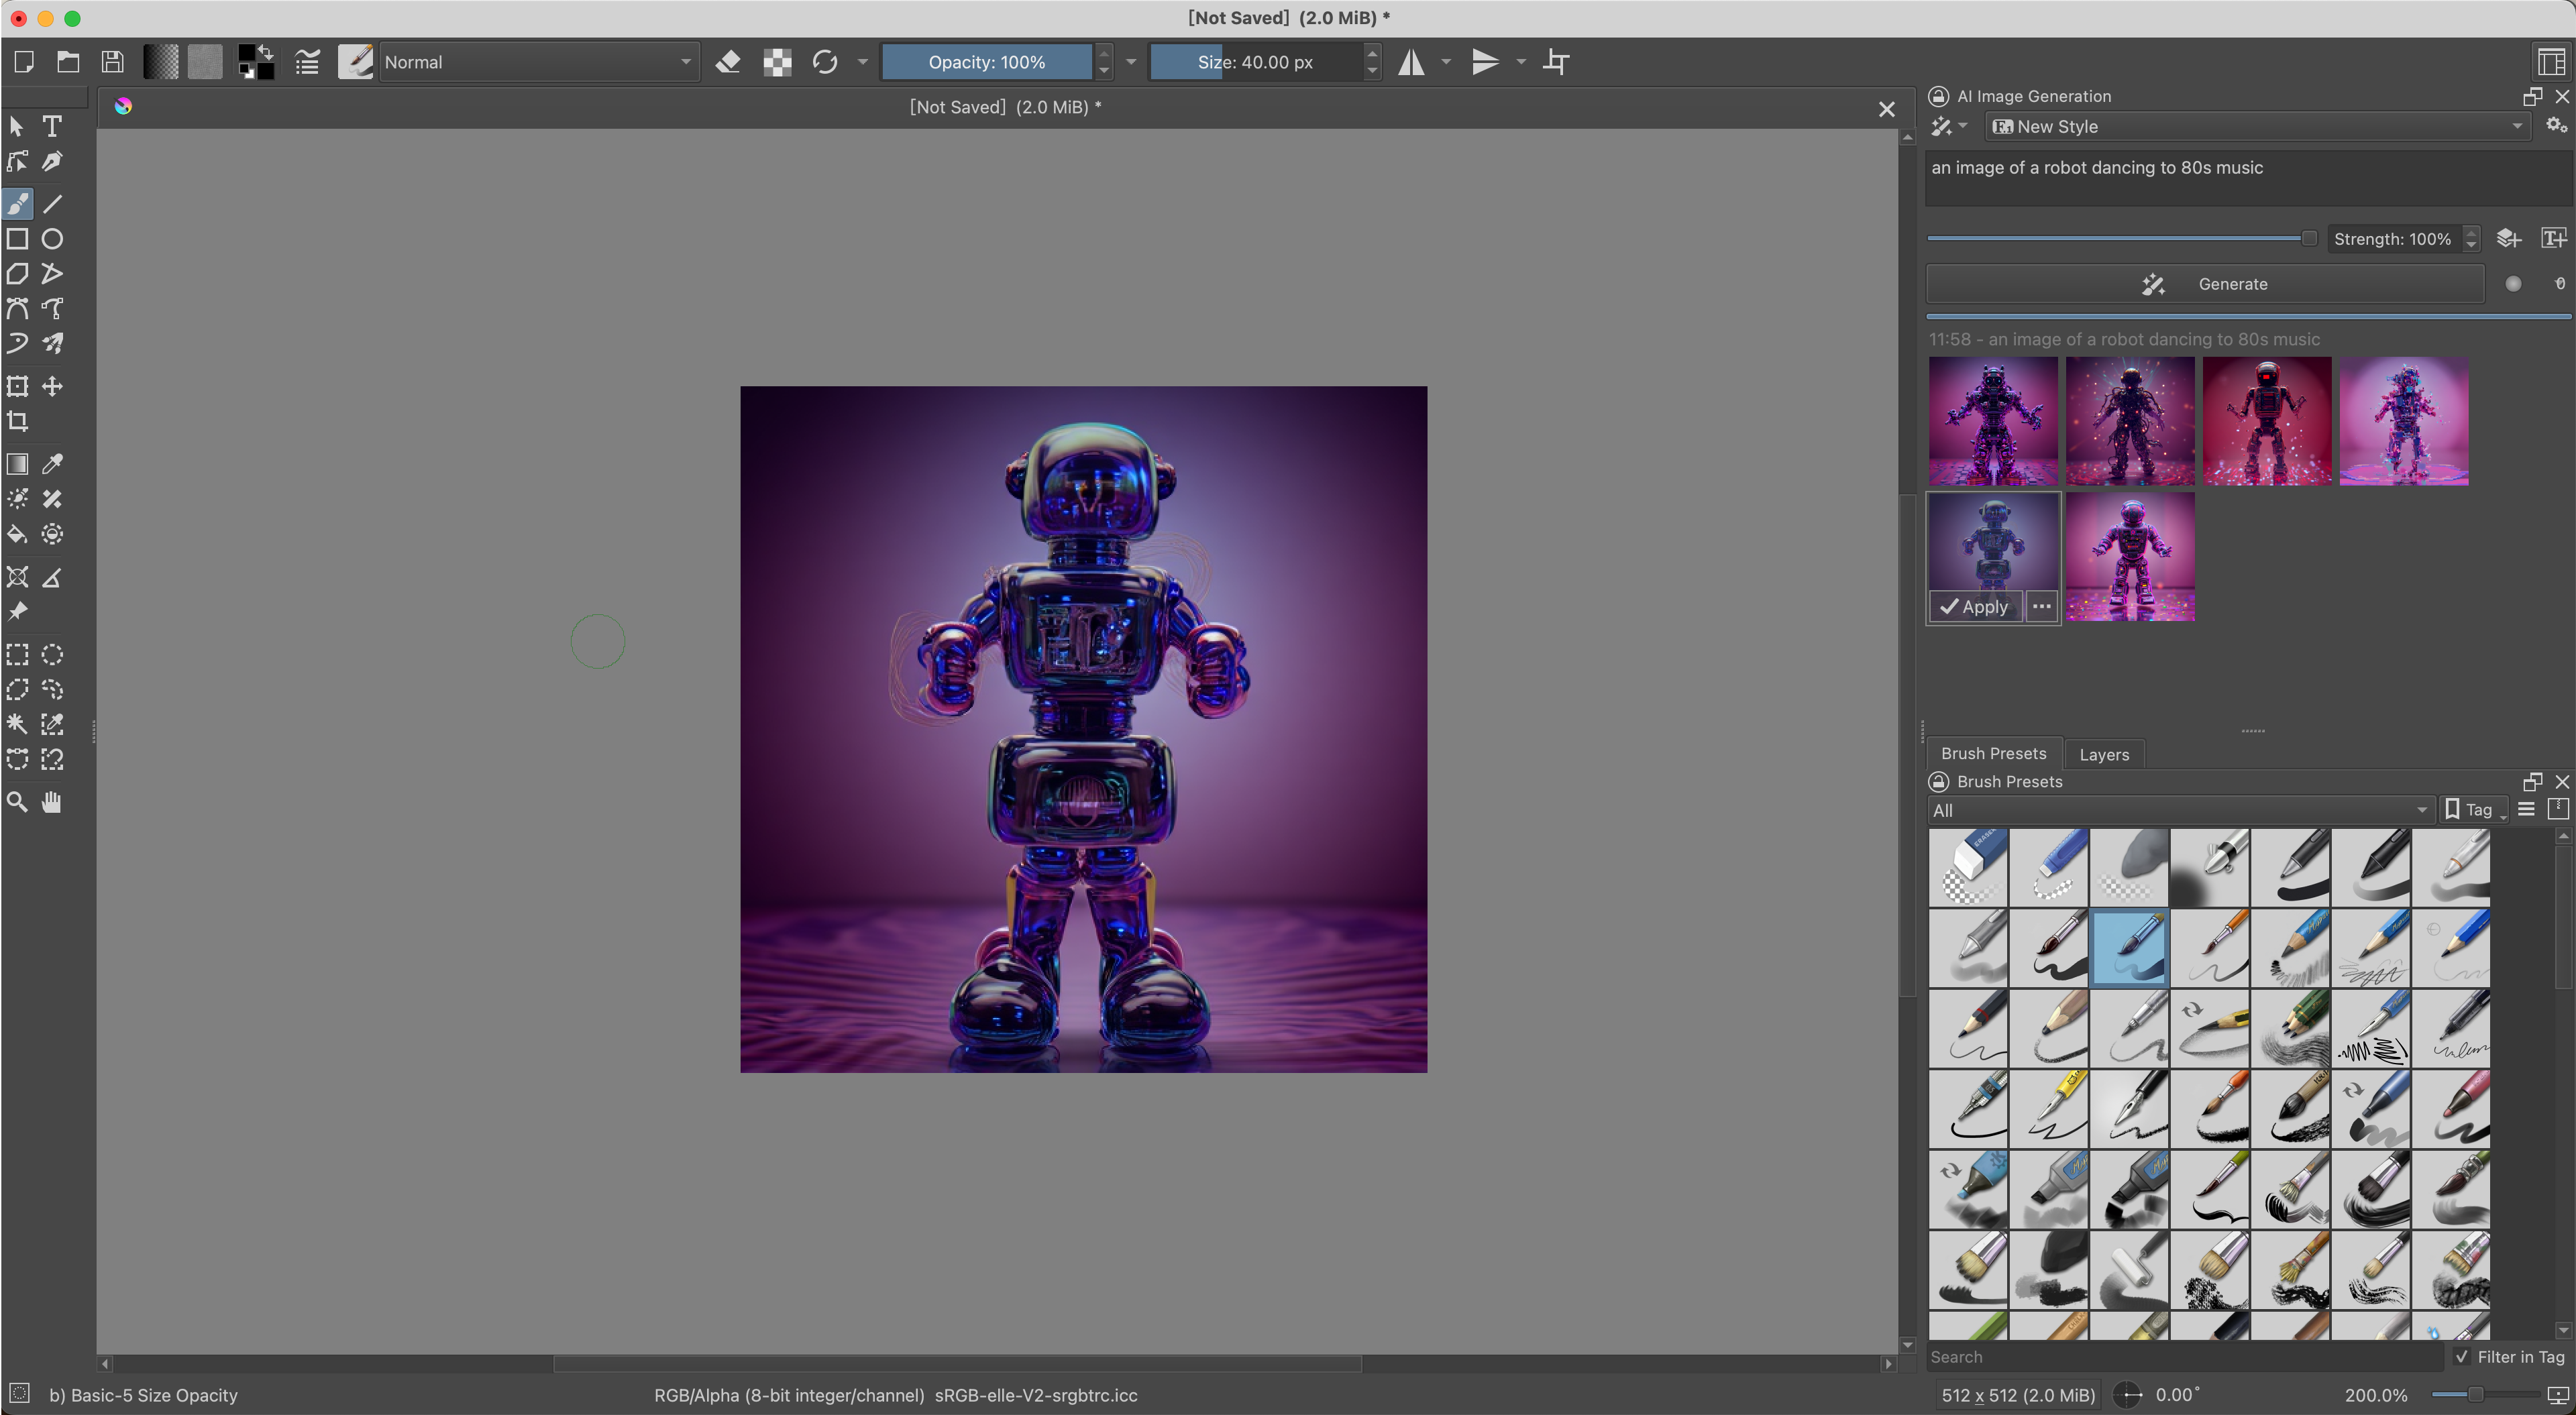 [Not Saved] (2.0 MiB) *
Normal
Opacity: 100%
Size: 40.00 px
[Not Saved] (2.0 MiB) *
AI Image Generation
New Style
an image of a robot dancing to 80s music
Strength: 100%
Generate
0
11:58 - an image of a robot dancing to 80s music
Apply
Brush Presets
Layers
Brush Presets
All
Tag
Search
Filter in Tag
b) Basic-5 Size Opacity
RGB/Alpha (8-bit integer/channel) sRGB-elle-V2-srgbtrc.icc
512 x 512 (2.0 MiB)
0.00°
200.0%